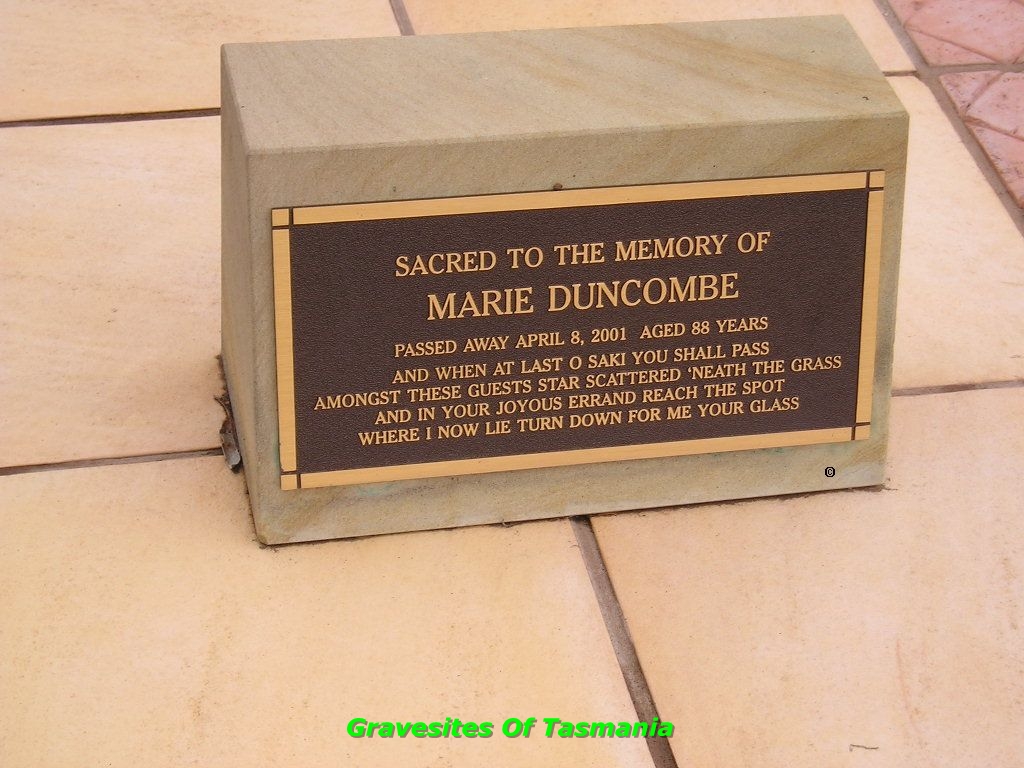 SACRED TO THE MEMORY OF
MARIE DUNCOMBE
PASSED AWAY APRIL 8, 2001 AGED 88 YEARS
AND WHEN AT LAST O SAKI YOU SHALL PASS
AMONGST THESE GUESTS STAR SCATTERED ‘NEATH THE GRASS
AND IN YOUR JOYOUS ERRAND REACH THE SPOT
WHERE I NOW LIE TURN DOWN FOR ME YOUR GLASS
©
Gravesites Of Tasmania